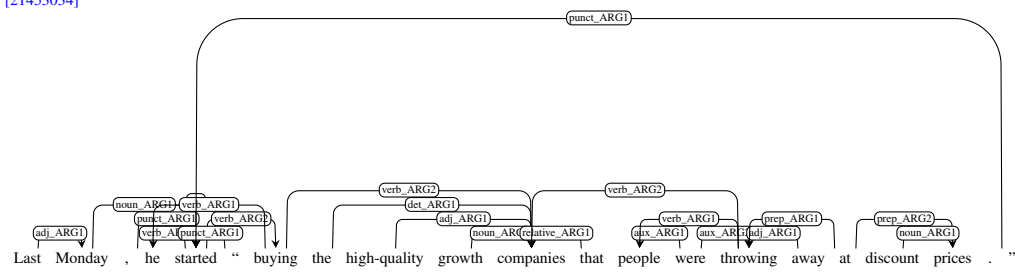 [21453034]
punct_ARG1
verb_ARG2 verb_ARG2
noun_ARG1 verb_ARG1 det_ARG1
punct_ARG1 verb_ARG2 adj_ARG1 verb_ARG1 prep_ARG1 prep_ARG2
adj_ARG1 punct_ARG1 relative_ARG1 aux_ARG1 adj_ARG1 noun_ARG1
Last Monday , he started “ buying the high-quality growth companies that people were throwing away at discount prices . ”